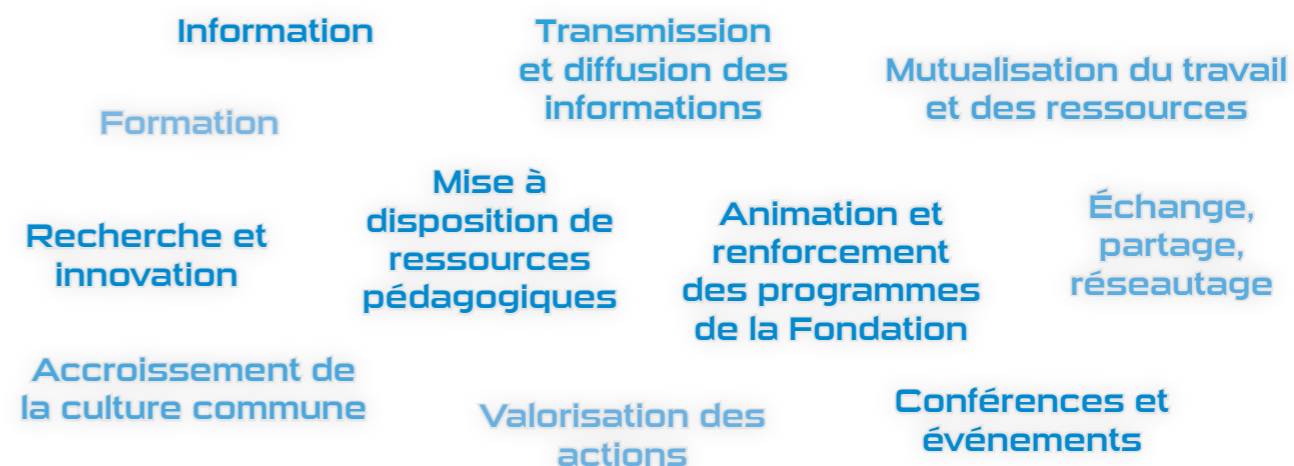 Information
Transmission
et diffusion des
informations
Mutualisation du travail
et des ressources
Formation
Mise à
disposition de
ressources
pédagogiques
Animation et
renforcement
des programmes
de la Fondation
Échange,
partage,
réseautage
Recherche et
innovation
Accroissement de
la culture commune
Valorisation des
actions
Conférences et
événements